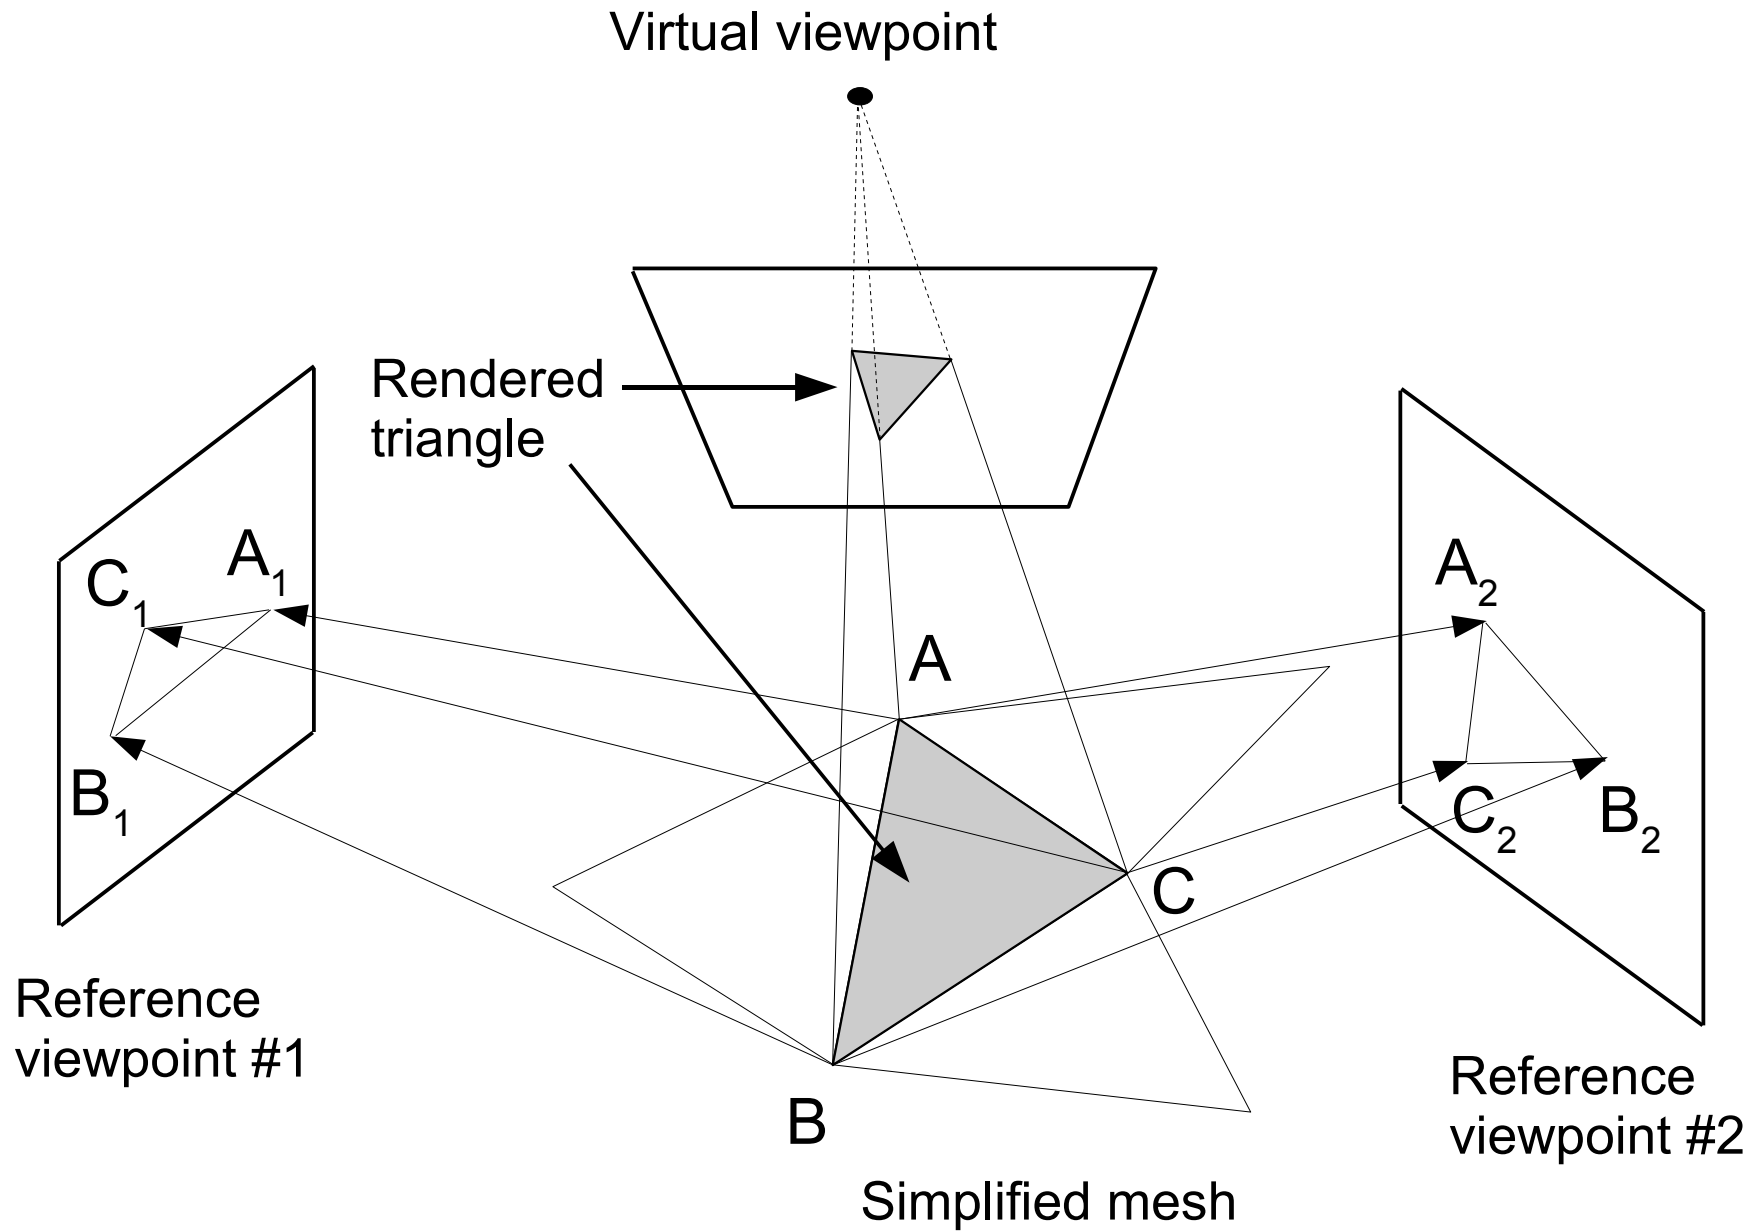 Virtual viewpoint
Rendered
triangle
A1
C1
B1
A2
C2
B2
A
C
B
Reference
viewpoint #1
Reference
viewpoint #2
Simplified mesh